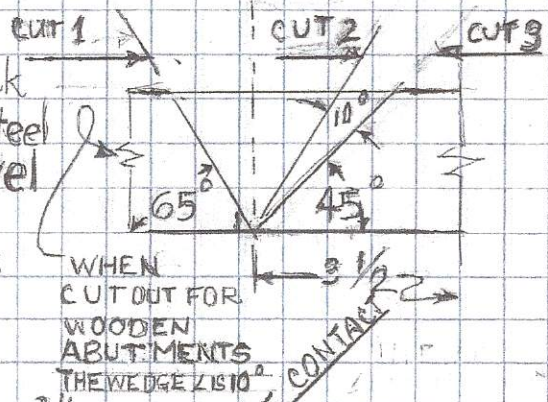 CUT 1
CUT 2
CUT 3
teel
10°
65°
45°
3 1/2
WHEN
CUT OUT FOR
WOODEN
ABUTMENTS
THE WEDGE ∠ IS 10°
CONTACT